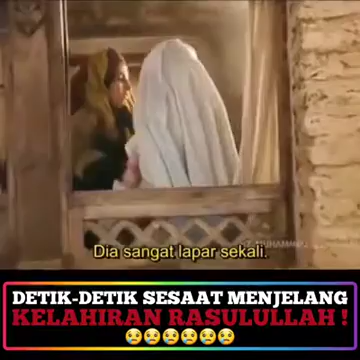 Dia sangat lapar sekali.
DETIK-DETIK SESAAT MENJELANG
KELAHIRAN RASULULLAH !